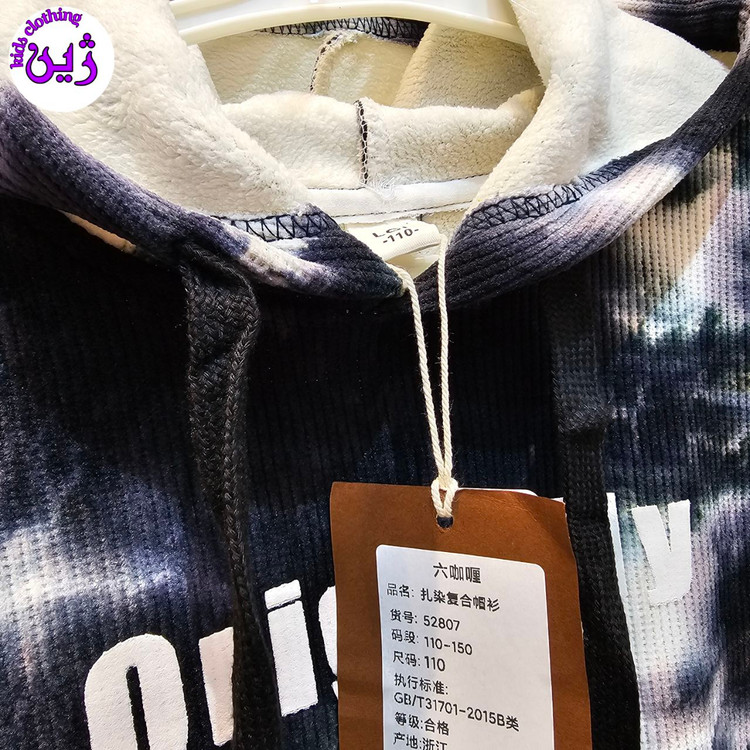 kids clothing
ژین
-110-
六咖喱
品名: 扎染复合帽衫
货号: 52807
码段: 110-150
尺码: 110
执行标准:
GB/T31701-2015B类
等级:合格
产地:浙江